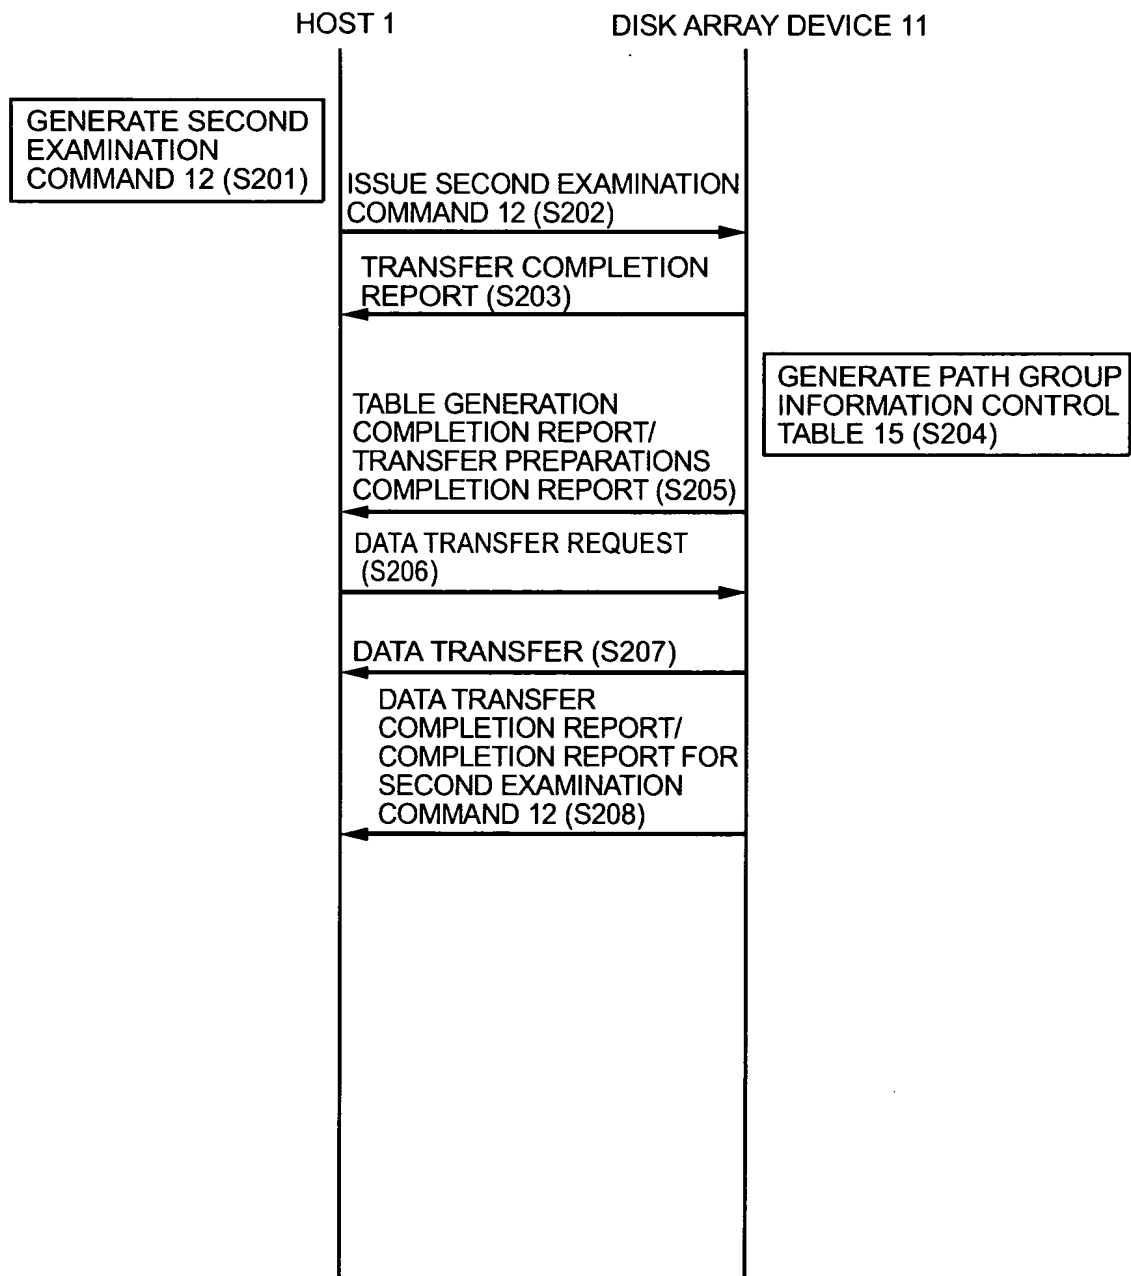 HOST 1
DISK ARRAY DEVICE 11
GENERATE SECOND
EXAMINATION
COMMAND 12 (S201)
ISSUE SECOND EXAMINATION
COMMAND 12 (S202)
TRANSFER COMPLETION
REPORT (S203)
GENERATE PATH GROUP
INFORMATION CONTROL
TABLE 15 (S204)
TABLE GENERATION
COMPLETION REPORT/
TRANSFER PREPARATIONS
COMPLETION REPORT (S205)
DATA TRANSFER REQUEST
(S206)
DATA TRANSFER (S207)
DATA TRANSFER
COMPLETION REPORT/
COMPLETION REPORT FOR
SECOND EXAMINATION
COMMAND 12 (S208)